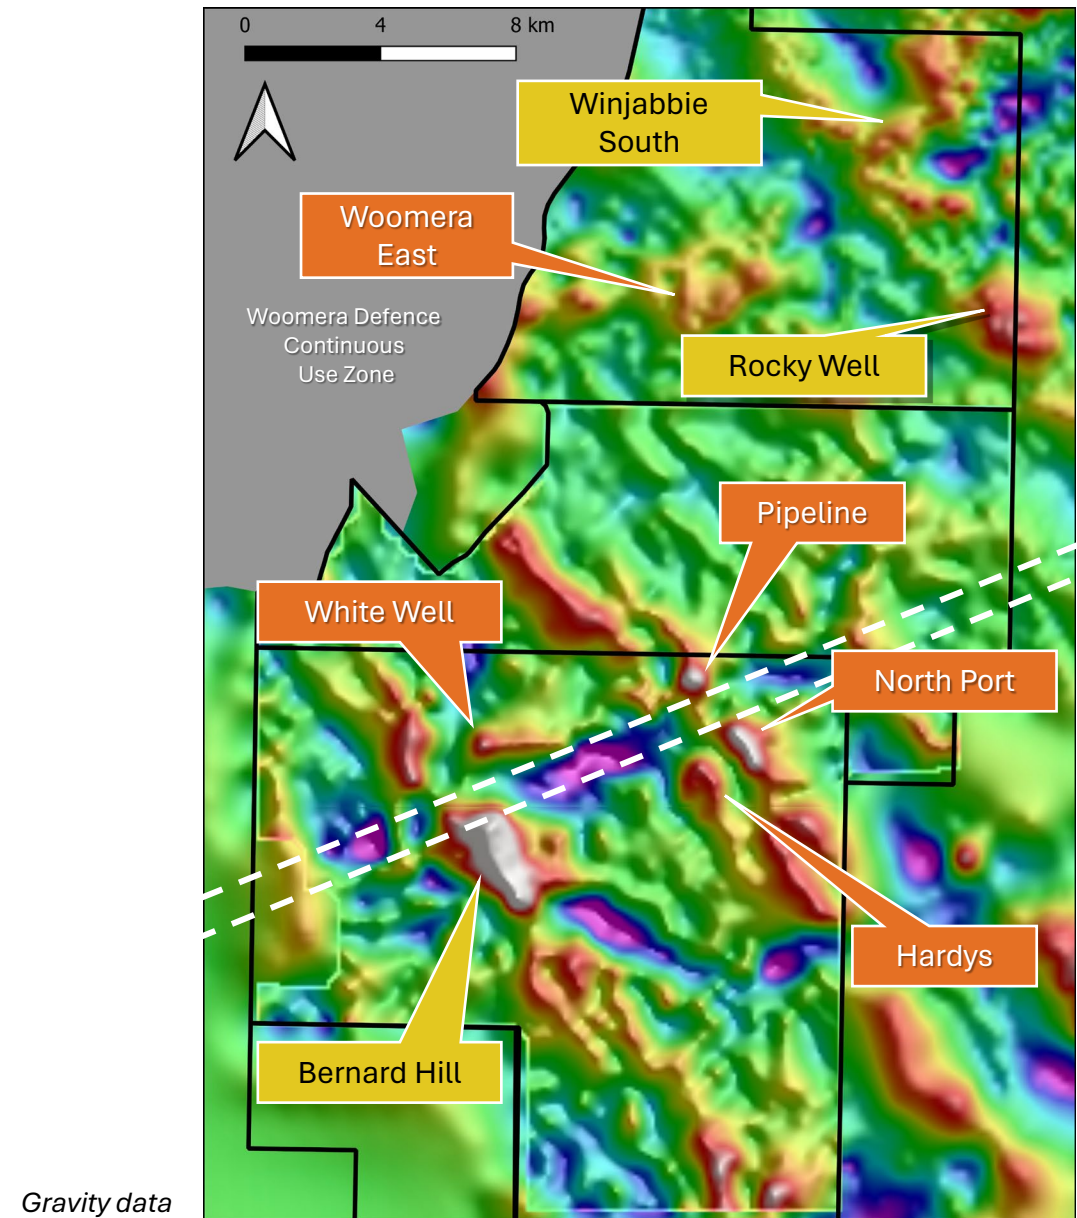 0 4 8 km
Winjabbie
South
Woomera
East
Woomera Defence
Continuous
Use Zone
Rocky Well
Pipeline
White Well
North Port
Hardys
Bernard Hill
Gravity data